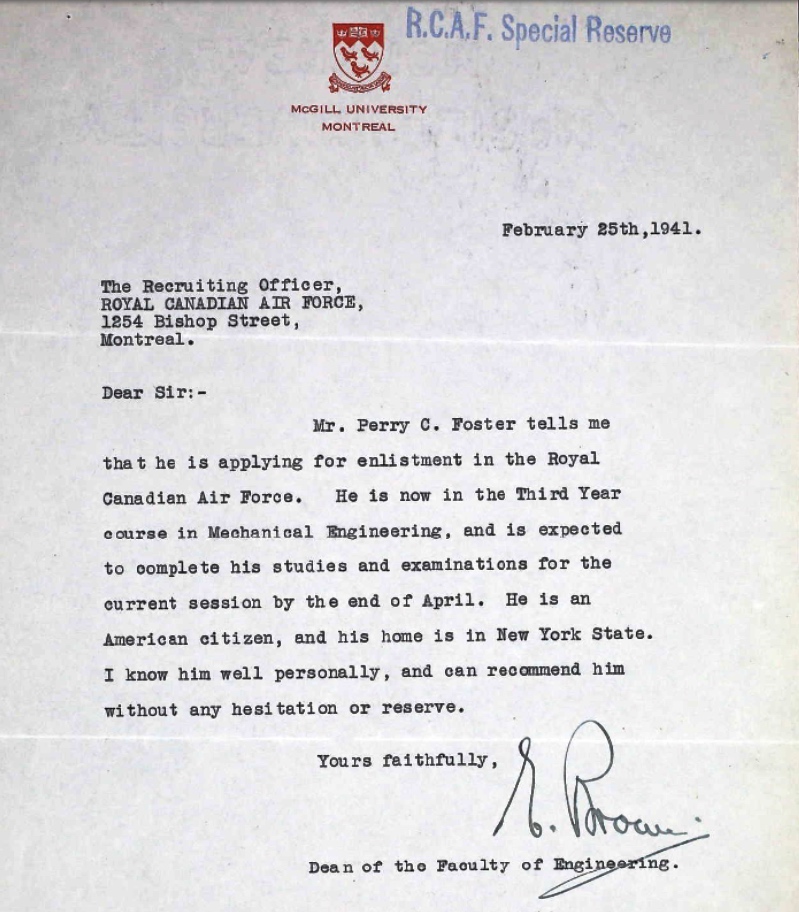 R.C.A.F. Special Reserve
McGILL UNIVERSITY
MONTREAL
February 25th,1941.
The Recruiting Officer,
ROYAL CANADIAN AIR FORCE,
1254 Bishop Street,
Montreal.
Dear Sir:-
Mr. Perry C. Foster tells me
that he is applying for enlistment in the Royal
Canadian Air Force. He is now in the Third Year
course in Mechanical Engineering, and is expected
to complete his studies and examinations for the
current session by the end of April. He is an
American citizen, and his home is in New York State.
I know him well personally, and can recommend him
without any hesitation or reserve.
Yours faithfully,
E. Brown.
Dean of the Faculty of Engineering.